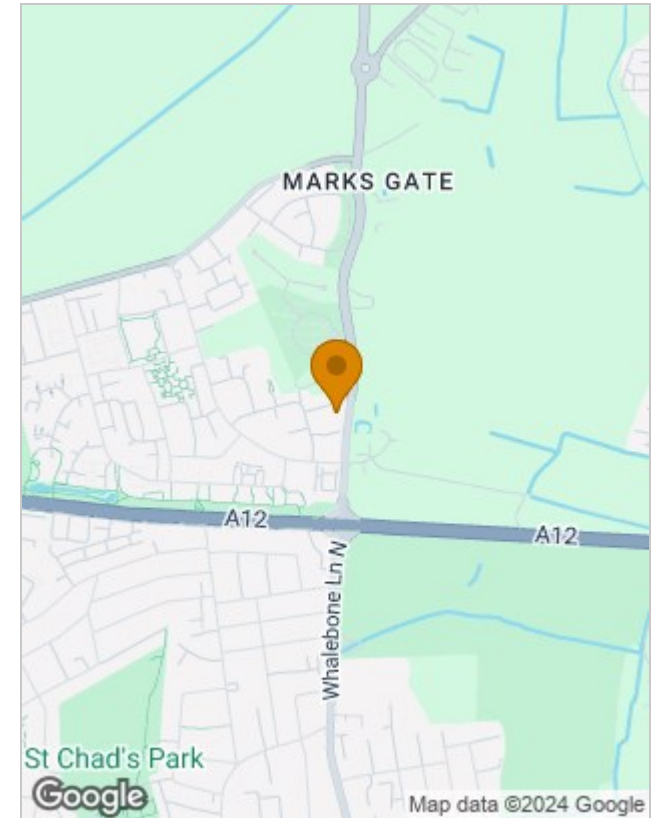 MARKS GATE
A12
A12
Whalebone Ln N
St Chad's Park
Google
Map data ©2024 Google